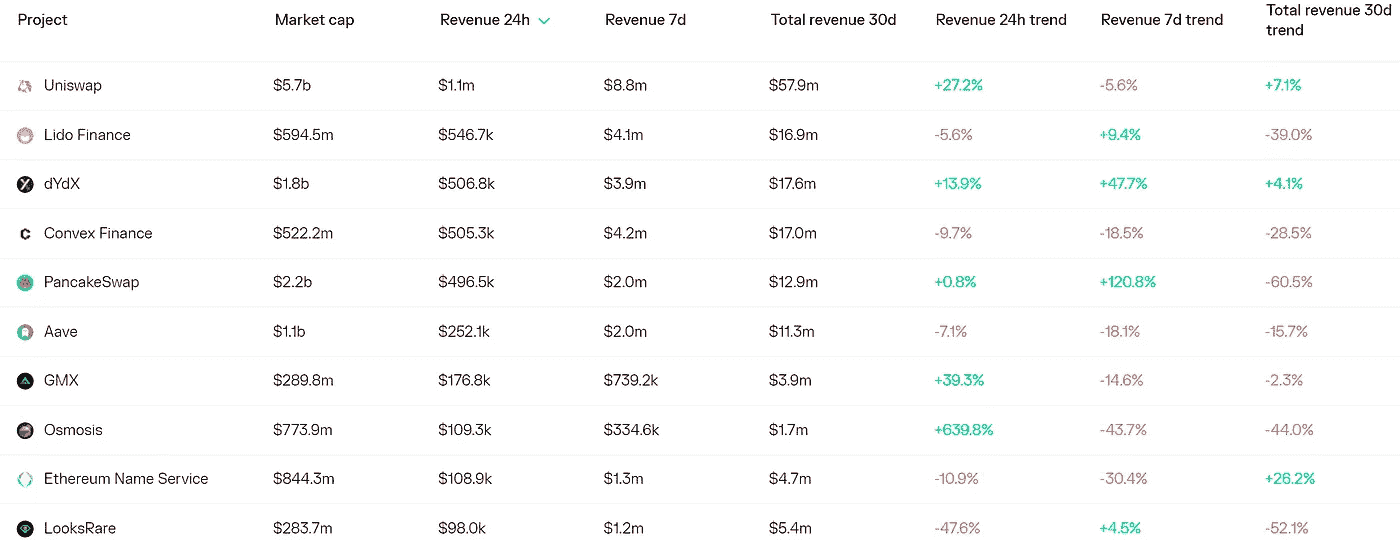 Project Market cap Revenue 24h Revenue 7d Total revenue 30d Revenue 24h trend Revenue 7d trend Total revenue 30d
trend
Uniswap $5.7b $1.1m $8.8m $57.9m +27.2% -5.6% +7.1%
Lido Finance $594.5m $546.7k $4.1m $16.9m -5.6% +9.4% -39.0%
dYdX $1.8b $506.8k $3.9m $17.6m +13.9% +47.7% +4.1%
Convex Finance $522.2m $505.3k $4.2m $17.0m -9.7% -18.5% -28.5%
PancakeSwap $2.2b $496.5k $2.0m $12.9m +0.8% +120.8% -60.5%
Aave $1.1b $252.1k $2.0m $11.3m -7.1% -18.1% -15.7%
GMX $289.8m $176.8k $739.2k $3.9m +39.3% -14.6% -2.3%
Osmosis $773.9m $109.3k $334.6k $1.7m +639.8% -43.7% -44.0%
Ethereum Name Service $844.3m $108.9k $1.3m $4.7m -10.9% -30.4% +26.2%
LooksRare $283.7m $98.0k $1.2m $5.4m -47.6% +4.5% -52.1%